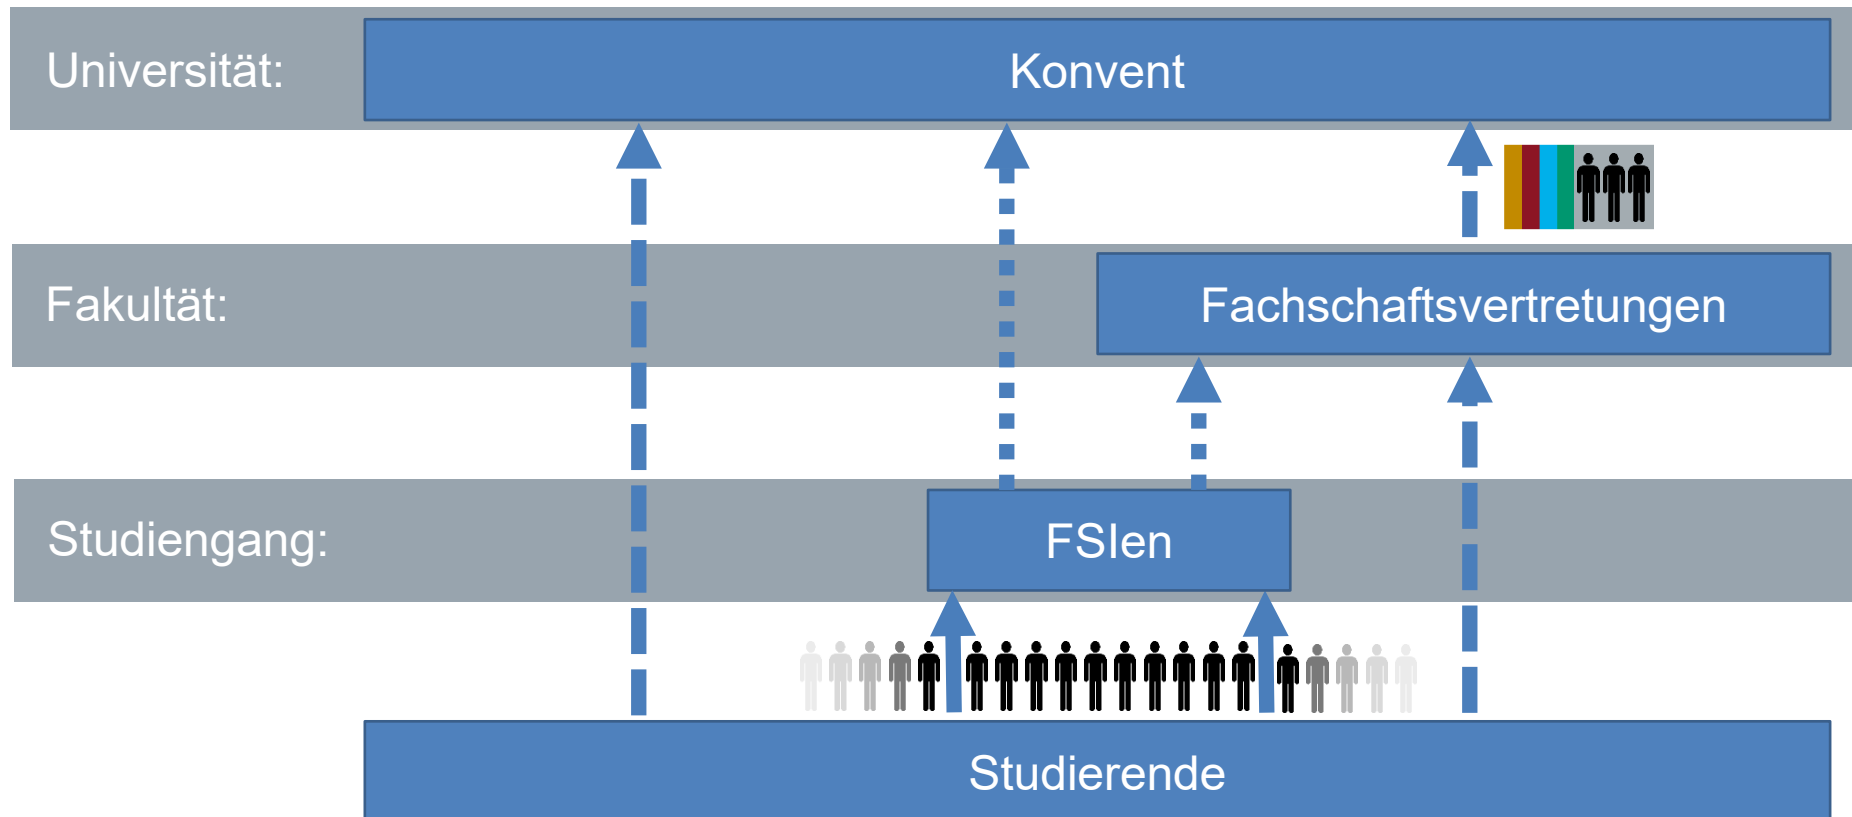 Universität:
Konvent
Fakultät:
Fachschaftsvertretungen
Studiengang:
FSIen
Studierende